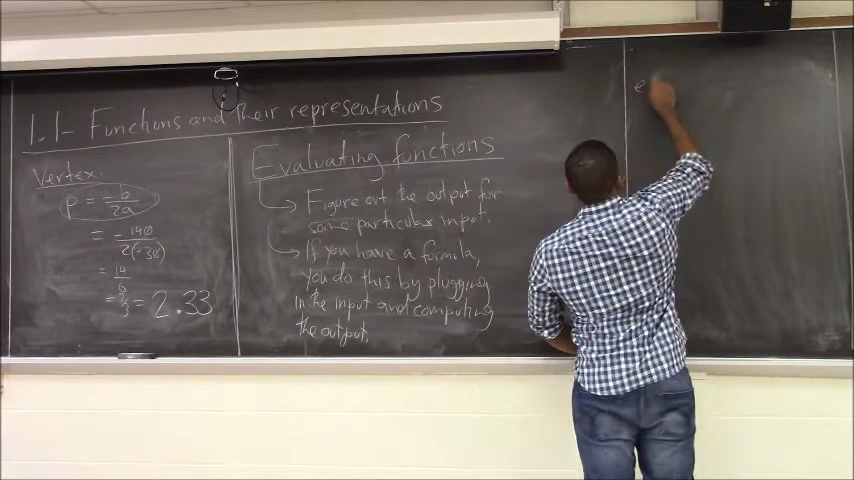 1.1- Functions and their representations
Vertex.
p = -b/2a
= -140/2(-30)
= 14/6
= 7/3 = 2.33
Evaluating functions
Figure out the output for
some particular input.
If you have a formula,
you do this by plugging
in the input and computing
the output.
e